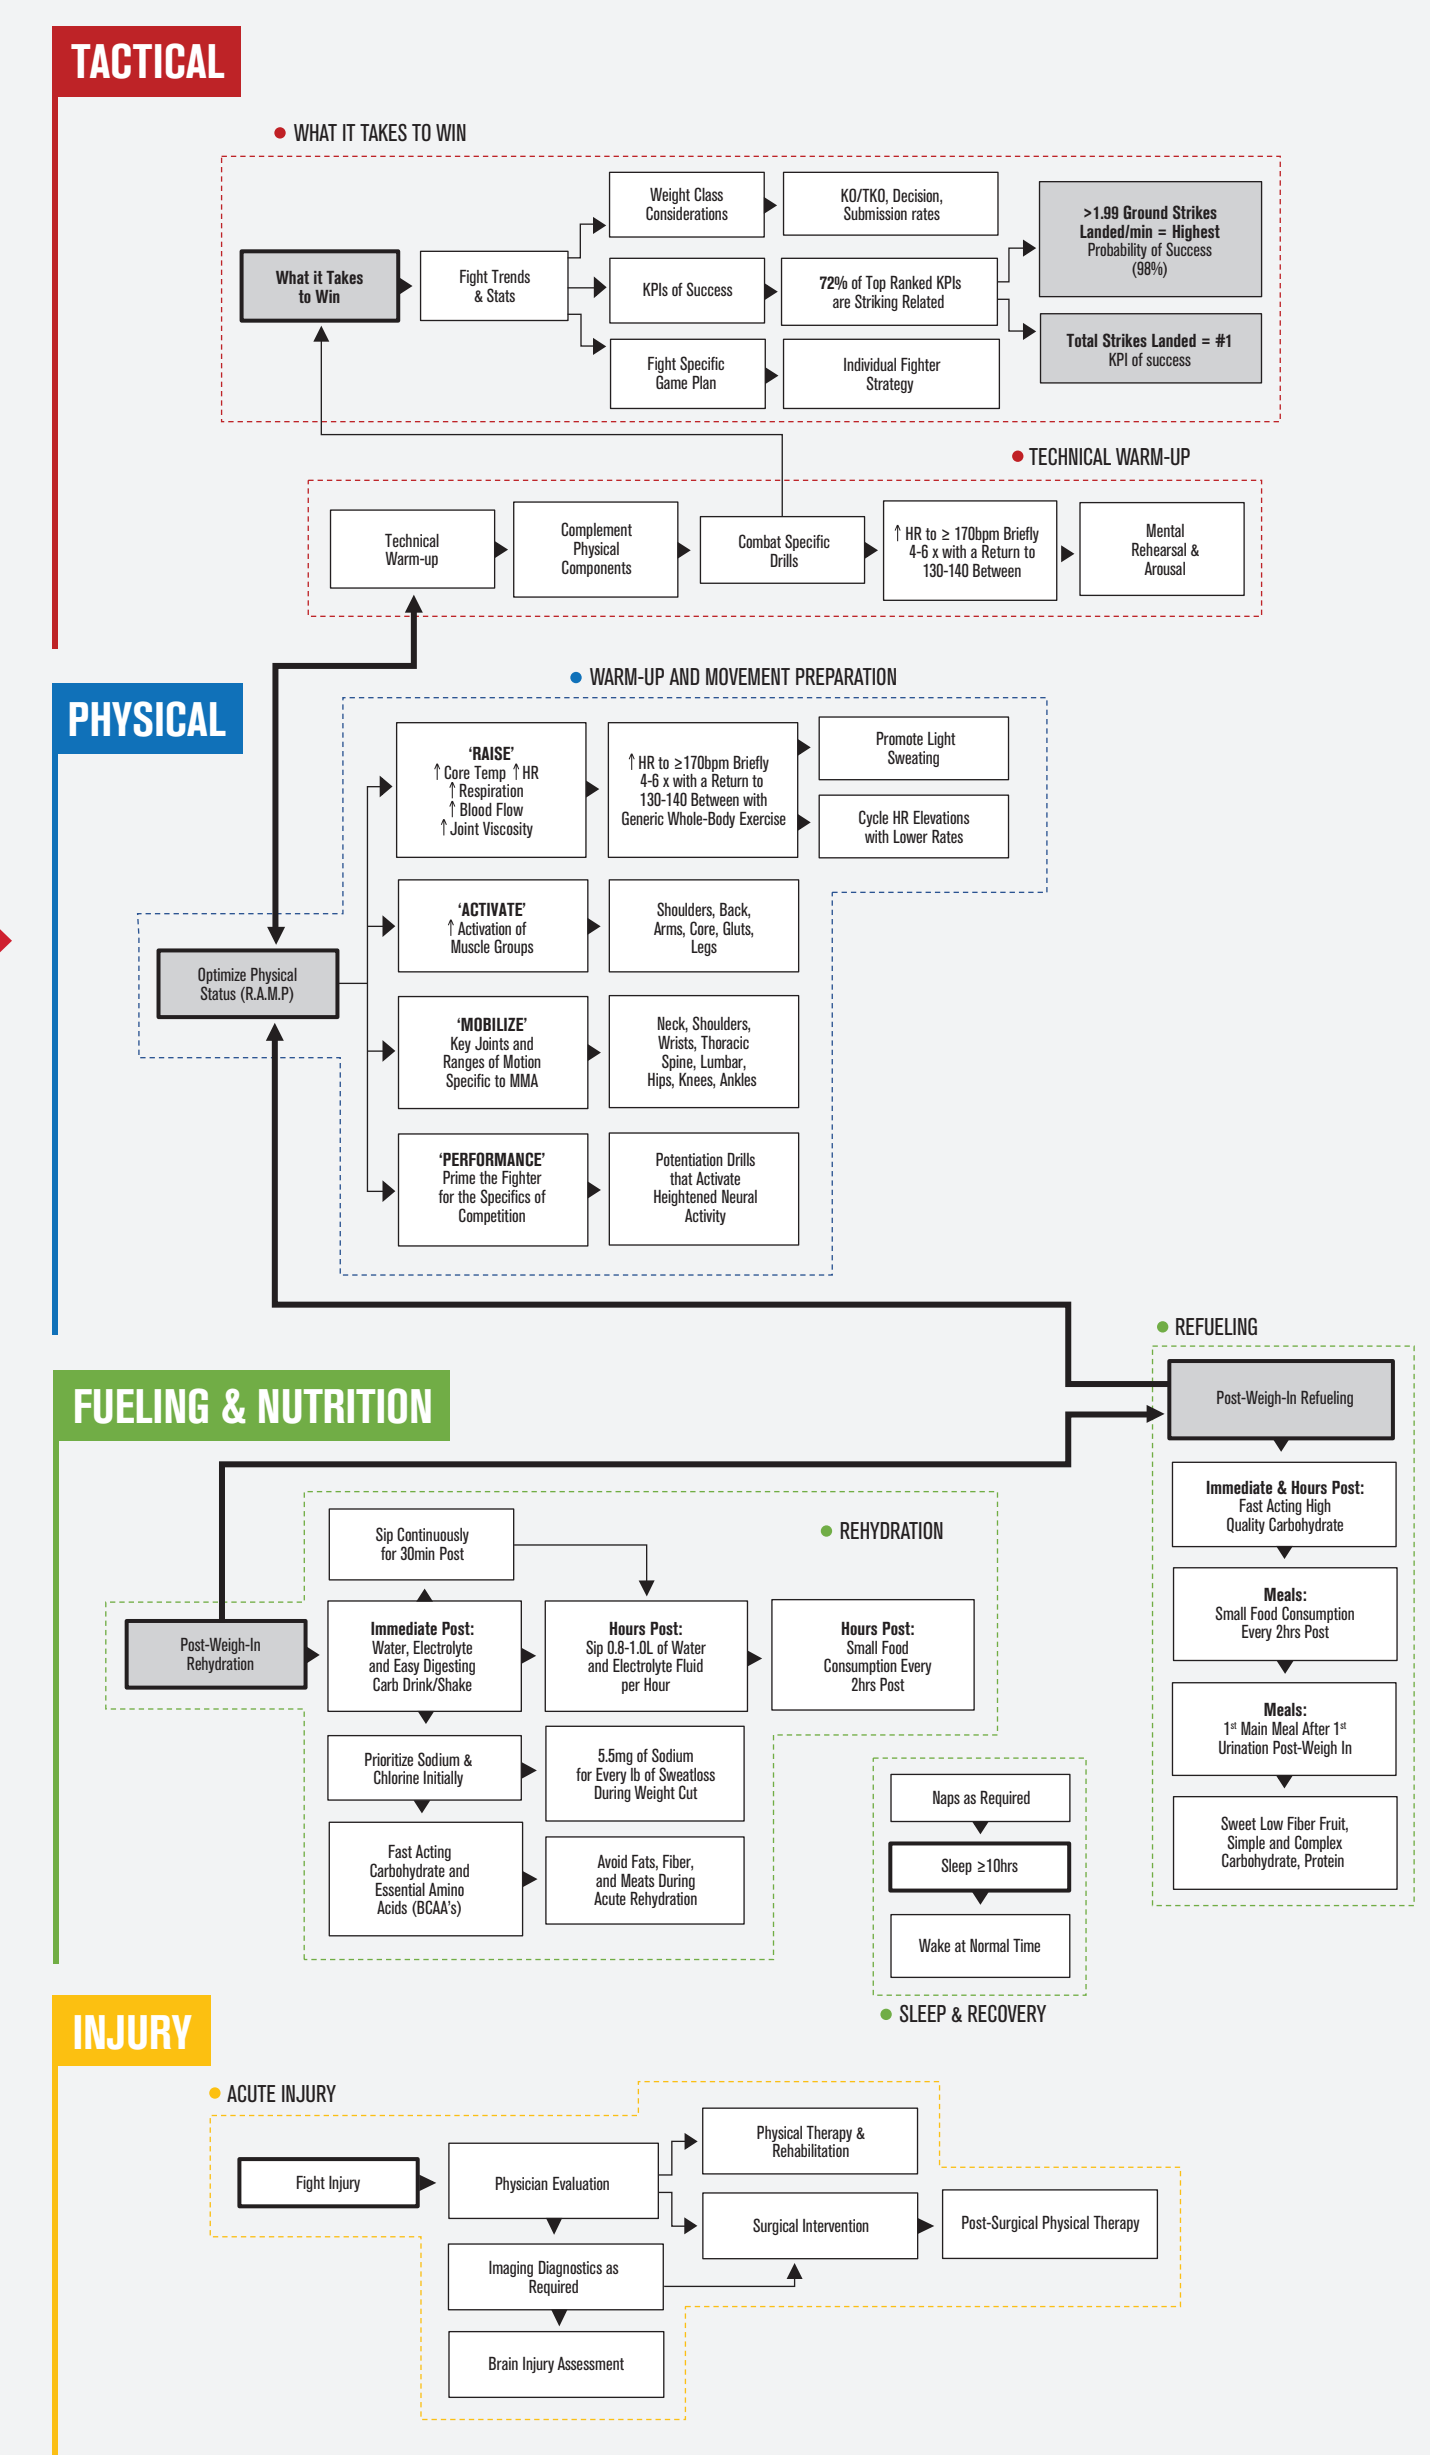 TACTICAL
WHAT IT TAKES TO WIN
What it Takes
to Win
Fight Trends
& Stats
Weight Class
Considerations
KO/TKO, Decision,
Submission rates
KPIs of Success
72% of Top Ranked KPIs
are Striking Related
>1.99 Ground Strikes
Landed/min = Highest
Probability of Success
(98%)
Total Strikes Landed = #1
KPI of success
Fight Specific
Game Plan
Individual Fighter
Strategy
TECHNICAL WARM-UP
Technical
Warm-up
Complement
Physical
Components
Combat Specific
Drills
↑ HR to ≥ 170bpm Briefly
4-6 x with a Return to
130-140 Between
Mental
Rehearsal &
Arousal
PHYSICAL
WARM-UP AND MOVEMENT PREPARATION
Optimize Physical
Status (R.A.M.P)
‘RAISE’
↑ Core Temp ↑ HR
↑ Respiration
↑ Blood Flow
↑ Joint Viscosity
↑ HR to ≥170bpm Briefly
4-6 x with a Return to
130-140 Between with
Generic Whole-Body Exercise
Promote Light
Sweating
Cycle HR Elevations
with Lower Rates
‘ACTIVATE’
↑ Activation of
Muscle Groups
Shoulders, Back,
Arms, Core, Gluts,
Legs
‘MOBILIZE’
Key Joints and
Ranges of Motion
Specific to MMA
Neck, Shoulders,
Wrists, Thoracic
Spine, Lumbar,
Hips, Knees, Ankles
‘PERFORMANCE’
Prime the Fighter
for the Specifics of
Competition
Potentiation Drills
that Activate
Heightened Neural
Activity
FUELING & NUTRITION
REFUELING
Post-Weigh-In Refueling
Immediate & Hours Post:
Fast Acting High
Quality Carbohydrate
Meals:
Small Food Consumption
Every 2hrs Post
Meals:
1st Main Meal After 1st
Urination Post-Weigh In
Sweet Low Fiber Fruit,
Simple and Complex
Carbohydrate, Protein
REHYDRATION
Post-Weigh-In
Rehydration
Sip Continuously
for 30min Post
Immediate Post:
Water, Electrolyte
and Easy Digesting
Carb Drink/Shake
Hours Post:
Sip 0.8-1.0L of Water
and Electrolyte Fluid
per Hour
Hours Post:
Small Food
Consumption Every
2hrs Post
Prioritize Sodium &
Chlorine Initially
5.5mg of Sodium
for Every lb of Sweatloss
During Weight Cut
Fast Acting
Carbohydrate and
Essential Amino
Acids (BCAA's)
Avoid Fats, Fiber,
and Meats During
Acute Rehydration
Naps as Required
Sleep ≥10hrs
Wake at Normal Time
SLEEP & RECOVERY
INJURY
ACUTE INJURY
Fight Injury
Physician Evaluation
Physical Therapy &
Rehabilitation
Surgical Intervention
Post-Surgical Physical Therapy
Imaging Diagnostics as
Required
Brain Injury Assessment